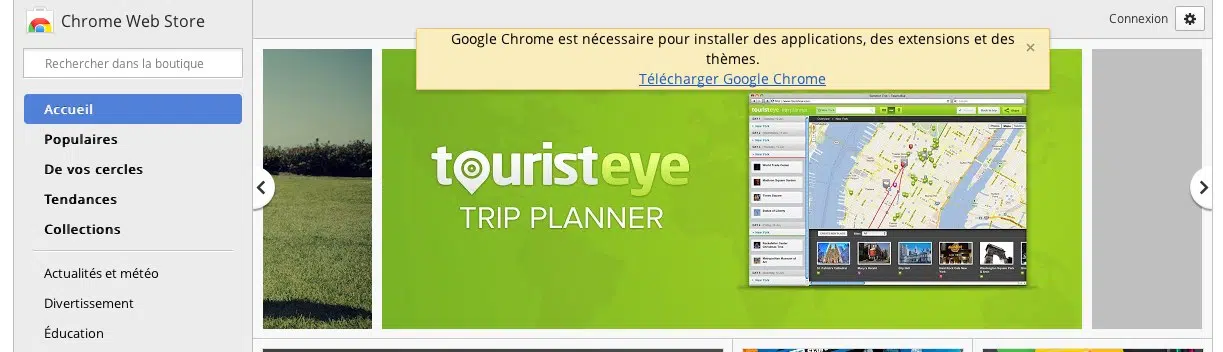 Chrome Web Store
Connexion
Rechercher dans la boutique
Google Chrome est nécessaire pour installer des applications, des extensions et des
thèmes.
Télécharger Google Chrome
Accueil
Populaires
De vos cercles
Tendances
Collections
Actualités et météo
Divertissement
Éducation
touristeye
TRIP PLANNER